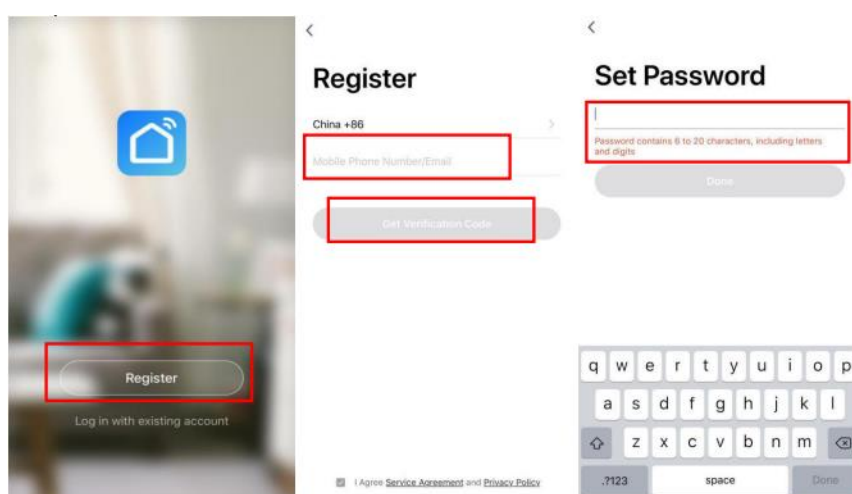 Register
Log in with existing account
Register
China +86
Mobile Phone Number/Email
Get Verification Code
I Agree Service Agreement and Privacy Policy
Set Password
Password contains 6 to 20 characters, including letters
and digits
Done
q w e r t y u i o p
a s d f g h j k l
z x c v b n m
.?123 space Done